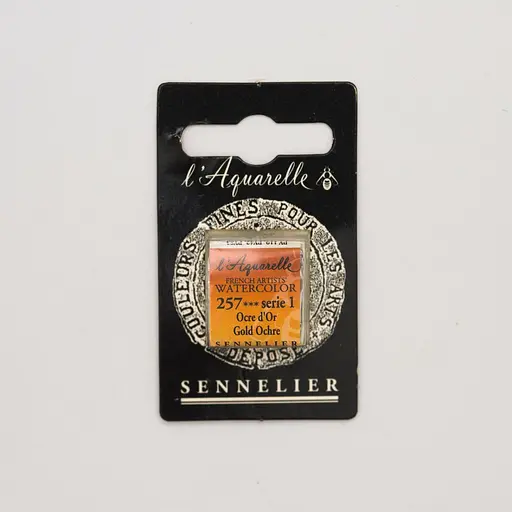 l'Aquarelle
COULEURS FINES POUR LES ARTS
l'Aquarelle
FRENCH ARTISTS'
WATERCOLOR
257 *** serie 1
Ocre d'Or
Gold Ochre
SENNELIER
DEPOSE
SENNELIER